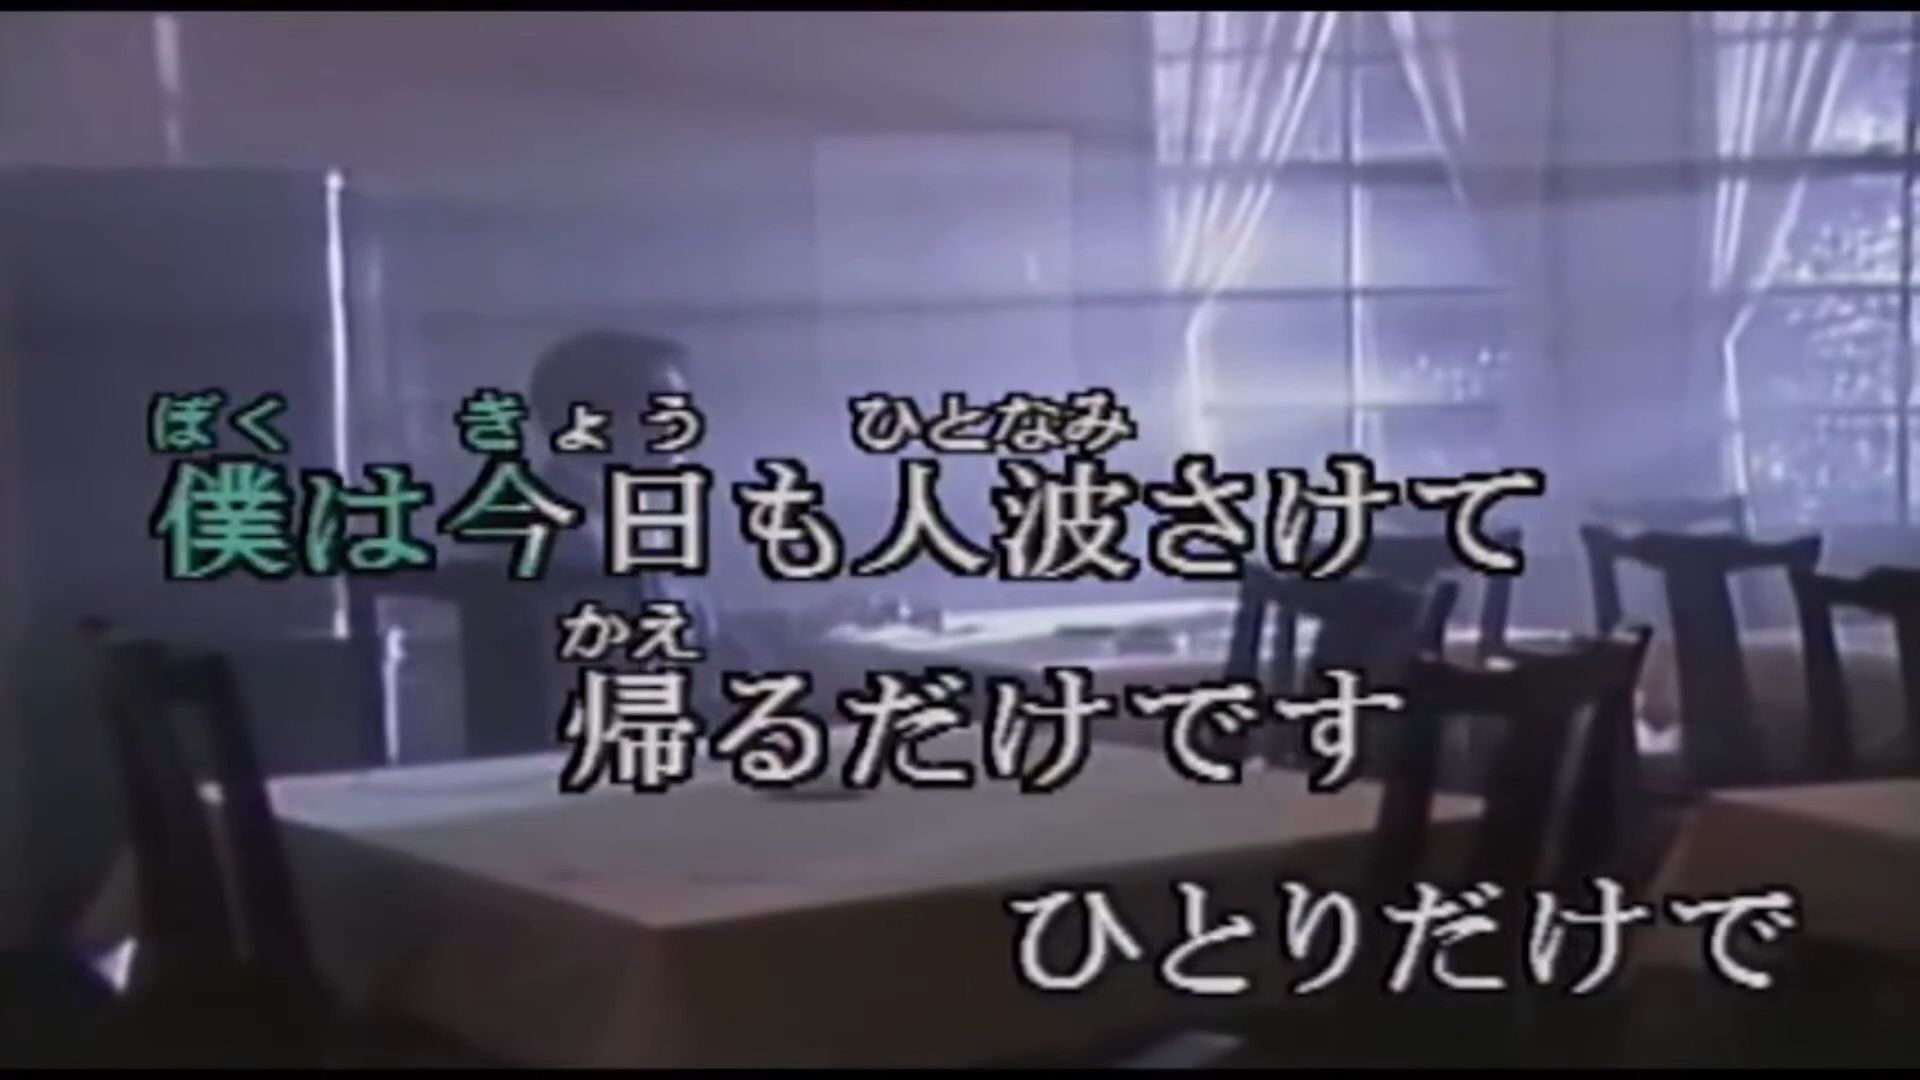 ぼく きょう ひとなみ
僕は今日も人波さけて
かえ
帰るだけです
ひとりだけで